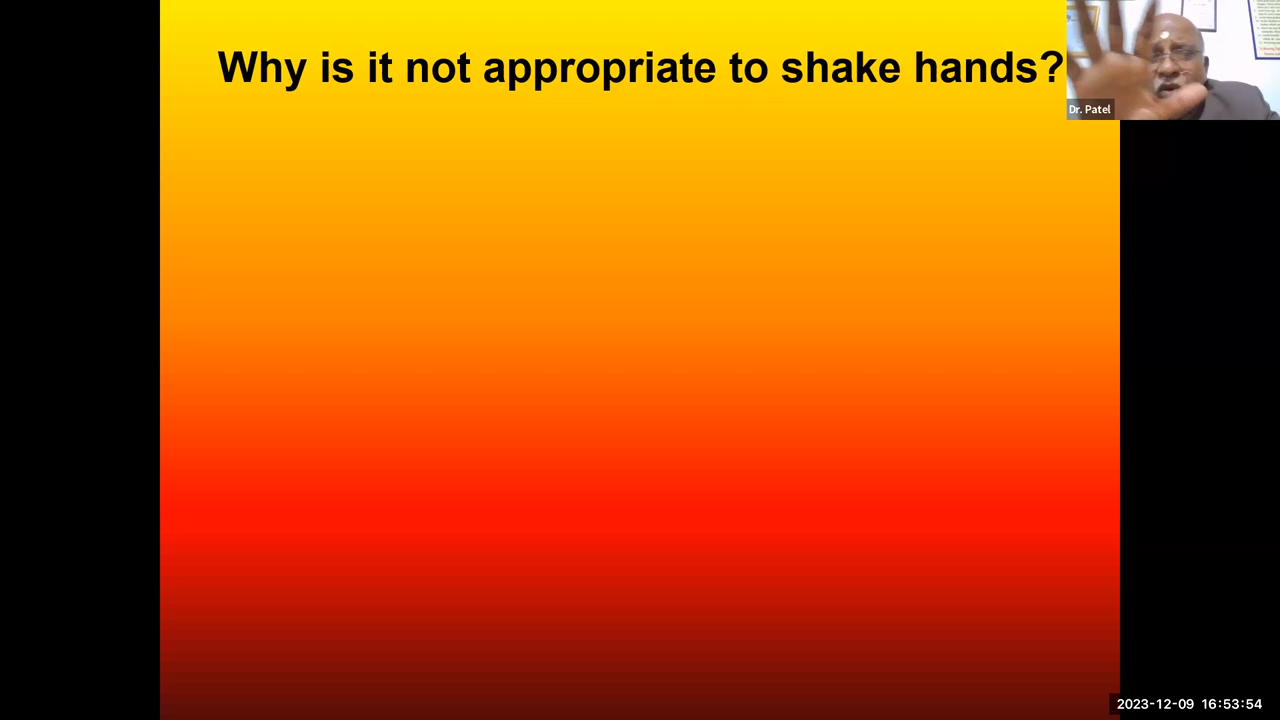 Why is it not appropriate to shake hands?
Dr. Patel
2023-12-09 16:53:54